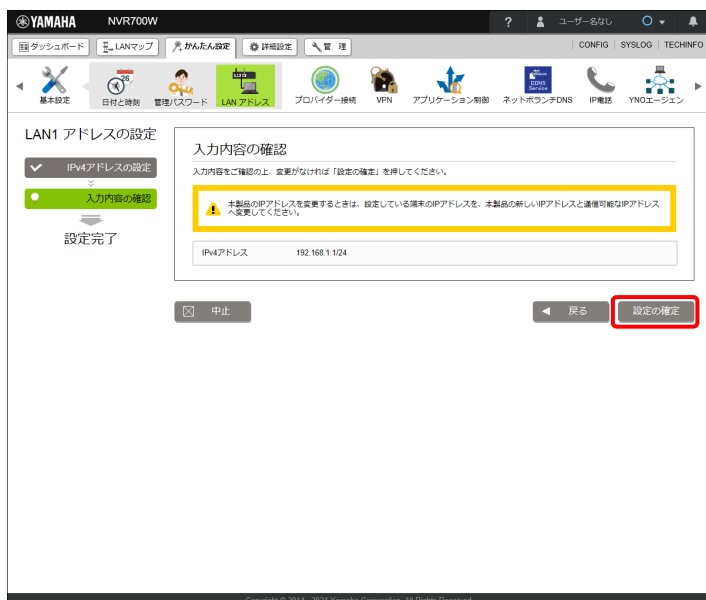 YAMAHA NVR700W ? ユーザー名なし
ダッシュボード LANマップ かんたん設定 詳細設定 管 理 CONFIG SYSLOG TECHINFO
基本設定 日付と時刻 管理パスワード LAN アドレス プロバイダー接続 VPN アプリケーション制御 ネットボランチDNS IP電話 YNOエージェン
LAN1 アドレスの設定
IPv4アドレスの設定
入力内容の確認
設定完了
入力内容の確認
入力内容をご確認の上、変更がなければ「設定の確定」を押してください。
本製品のIPアドレスを変更するときは、設定している端末のIPアドレスを、本製品の新しいIPアドレスと通信可能なIPアドレス
へ変更してください。
IPv4アドレス 192.168.1.1/24
中止 戻る 設定の確定
Copyright © 2014 - 2021 Yamaha Corporation. All Rights Reserved.